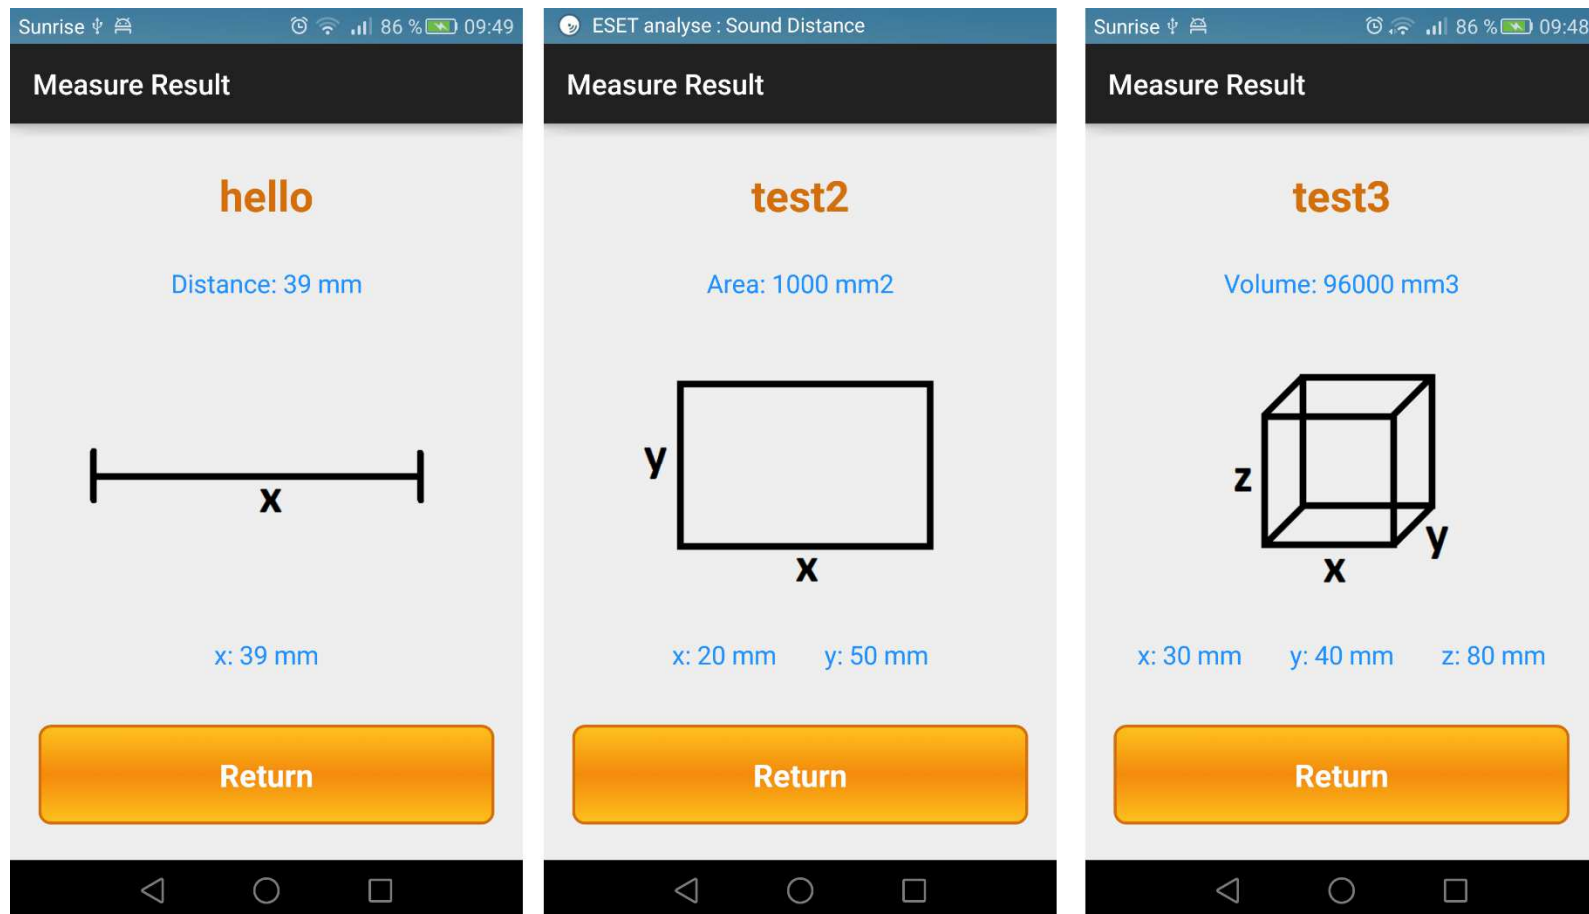 Sunrise 86 % 09:49
Measure Result
hello
Distance: 39 mm
x
x: 39 mm
Return
ESET analyse : Sound Distance
Measure Result
test2
Area: 1000 mm2
y
x
x: 20 mm y: 50 mm
Return
Sunrise 86 % 09:48
Measure Result
test3
Volume: 96000 mm3
z
y
x
x: 30 mm y: 40 mm z: 80 mm
Return